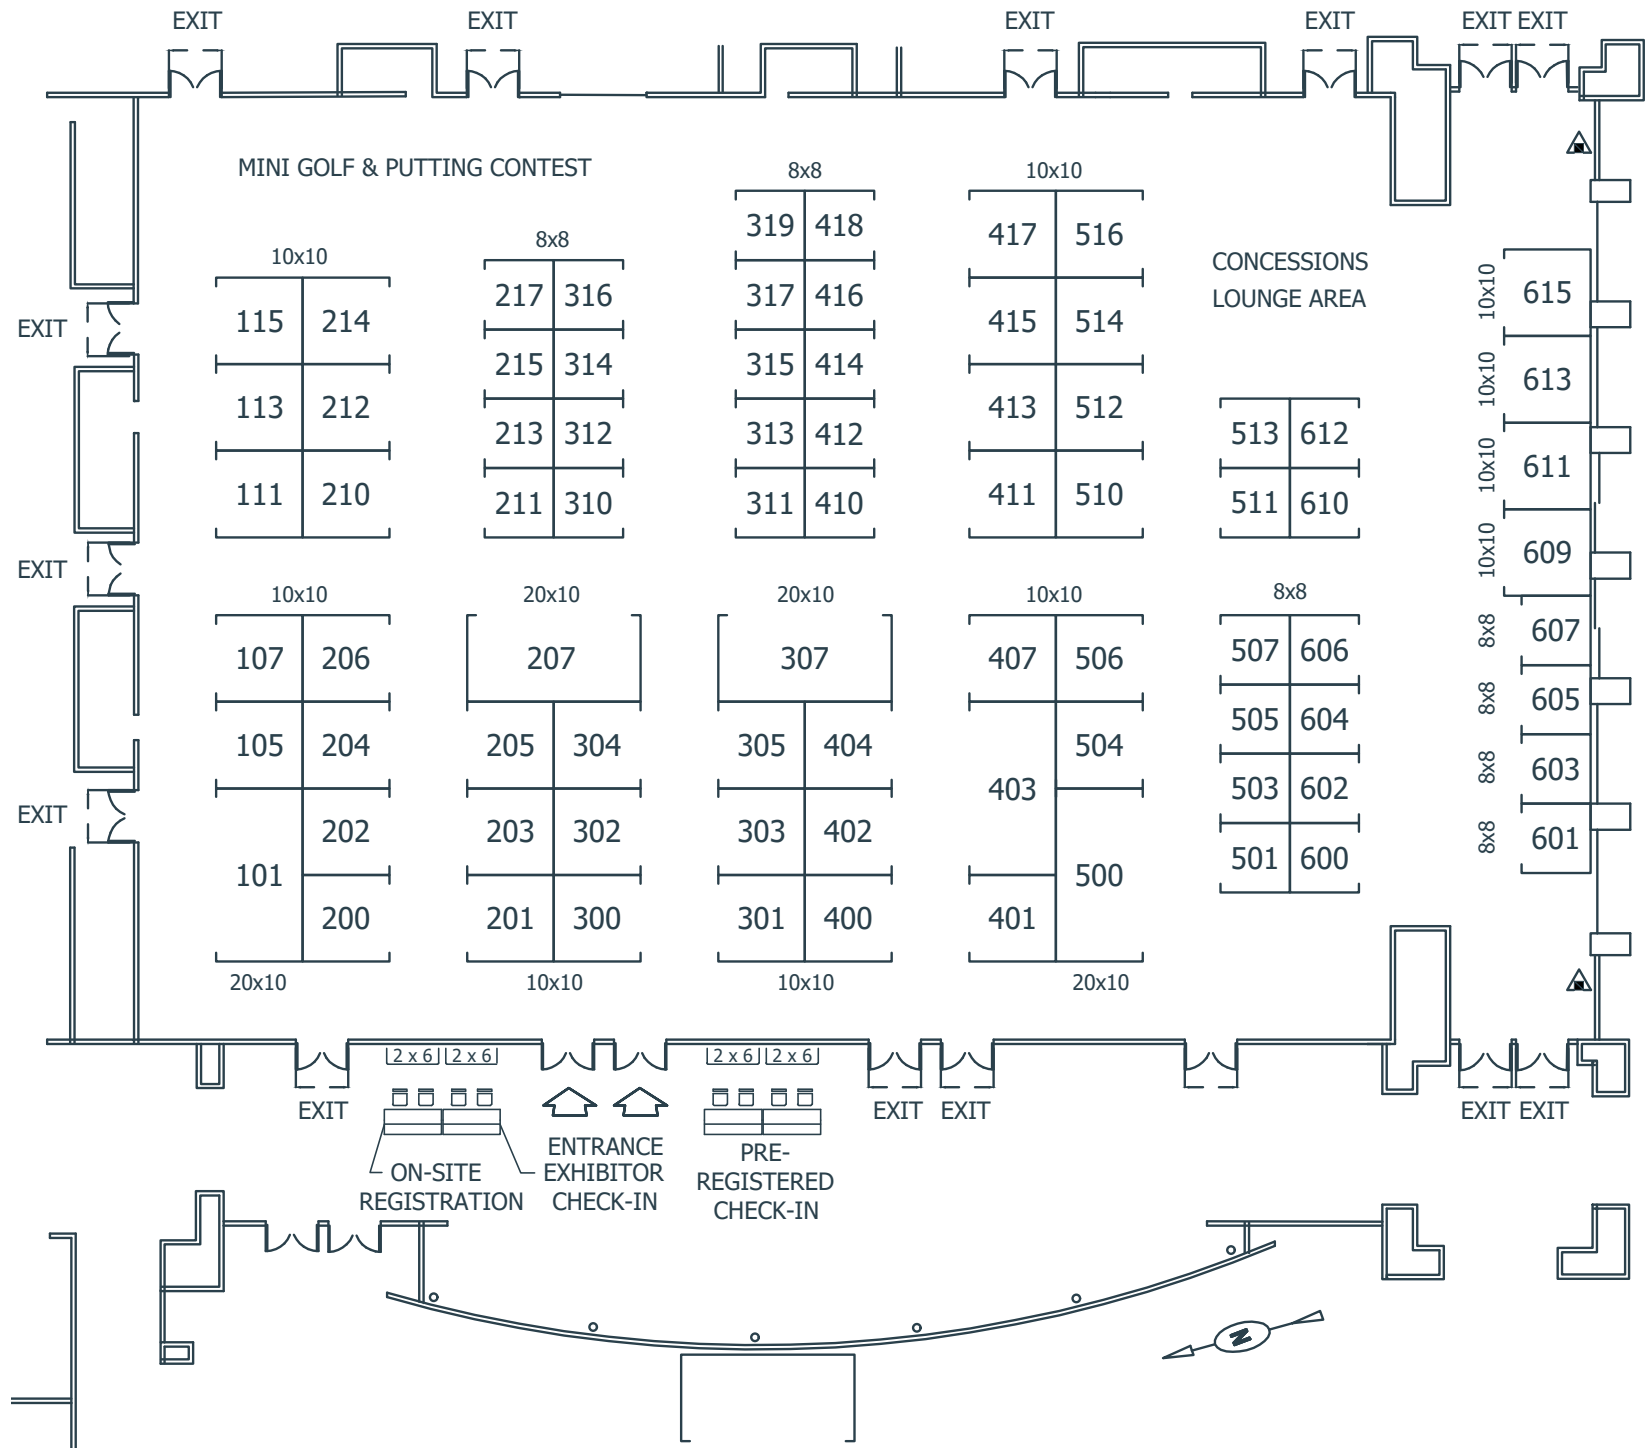 EXIT EXIT EXIT EXIT EXIT EXIT
MINI GOLF & PUTTING CONTEST
8x8
10x10
319 418
417 516
8x8
10x10
CONCESSIONS
LOUNGE AREA
217 316
317 416
10x10
615
EXIT
115 214
415 514
215 314
315 414
10x10
613
113 212
413 512
213 312
313 412
513 612
10x10
611
111 210
211 310
311 410
411 510
511 610
10x10
609
EXIT
10x10
20x10
20x10
10x10
8x8
8x8
607
107 206
207
307
407 506
507 606
8x8
605
105 204
205 304
305 404
504
505 604
8x8
603
403
503 602
EXIT
202
203 302
303 402
8x8
601
101
500
501 600
200
201 300
301 400
401
20x10
10x10
10x10
20x10
2 x 6 2 x 6
2 x 6 2 x 6
EXIT
EXIT EXIT
EXIT EXIT
ON-SITE
REGISTRATION
ENTRANCE
EXHIBITOR
CHECK-IN
PRE-
REGISTERED
CHECK-IN
N